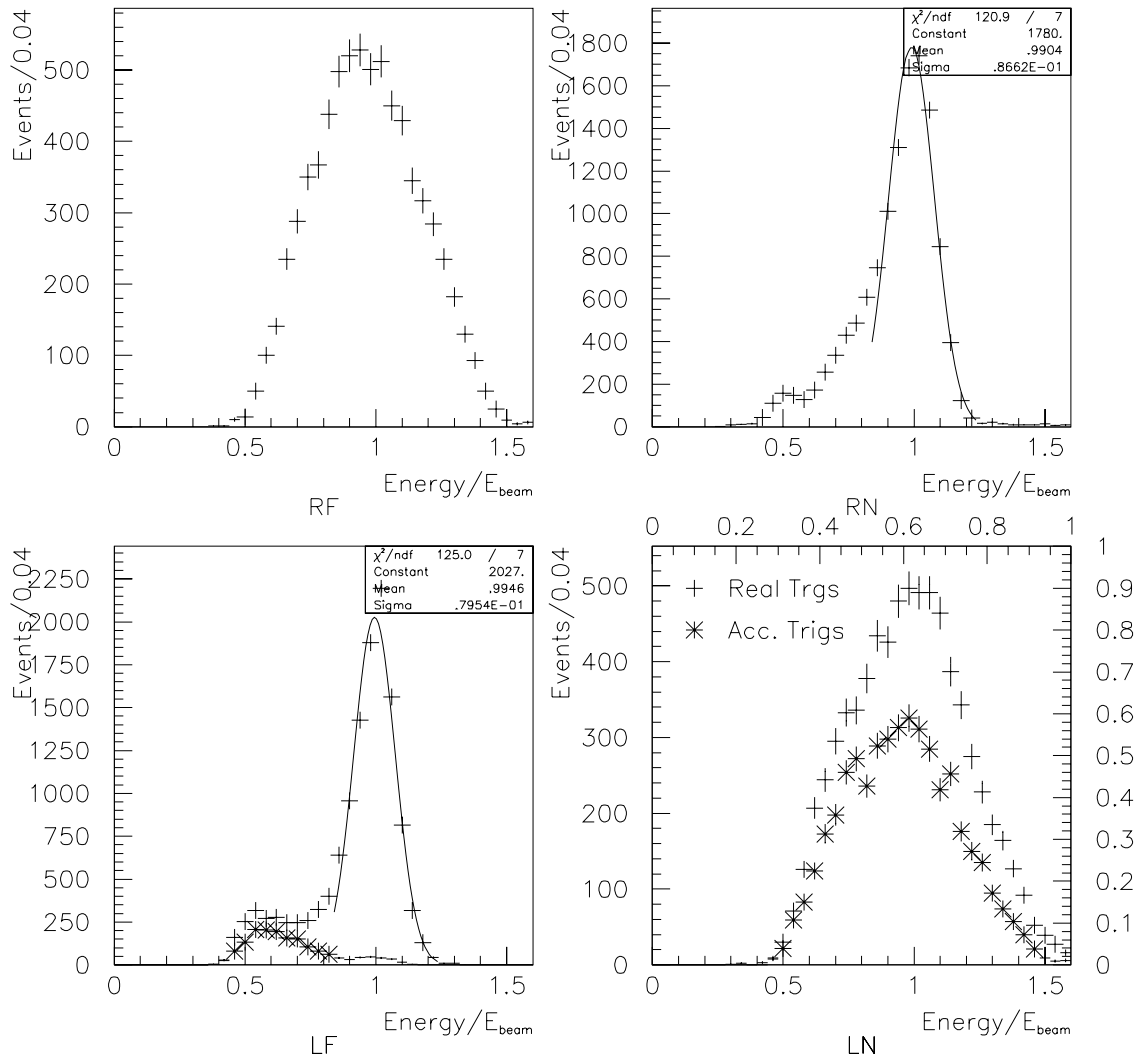 Events/0.04
500
400
300
200
100
0
0
0.5
1
1.5
Energy/E_beam
RF
Events/0.04
1800
1600
1400
1200
1000
800
600
400
200
0
χ²/ndf 120.9 / 7
Constant 1780.
Mean .9904
Sigma .8662E-01
0
0.5
1
1.5
Energy/E_beam
RN
Events/0.04
2250
2000
1750
1500
1250
1000
750
500
250
0
χ²/ndf 125.0 / 7
Constant 2027.
Mean .9946
Sigma .7954E-01
0
0.5
1
1.5
Energy/E_beam
LF
0
0.2
0.4
0.6
0.8
1
Events/0.04
500
400
300
200
100
0
Real Trgs
Acc. Trigs
1
0.9
0.8
0.7
0.6
0.5
0.4
0.3
0.2
0.1
0
0
0.5
1
1.5
Energy/E_beam
LN